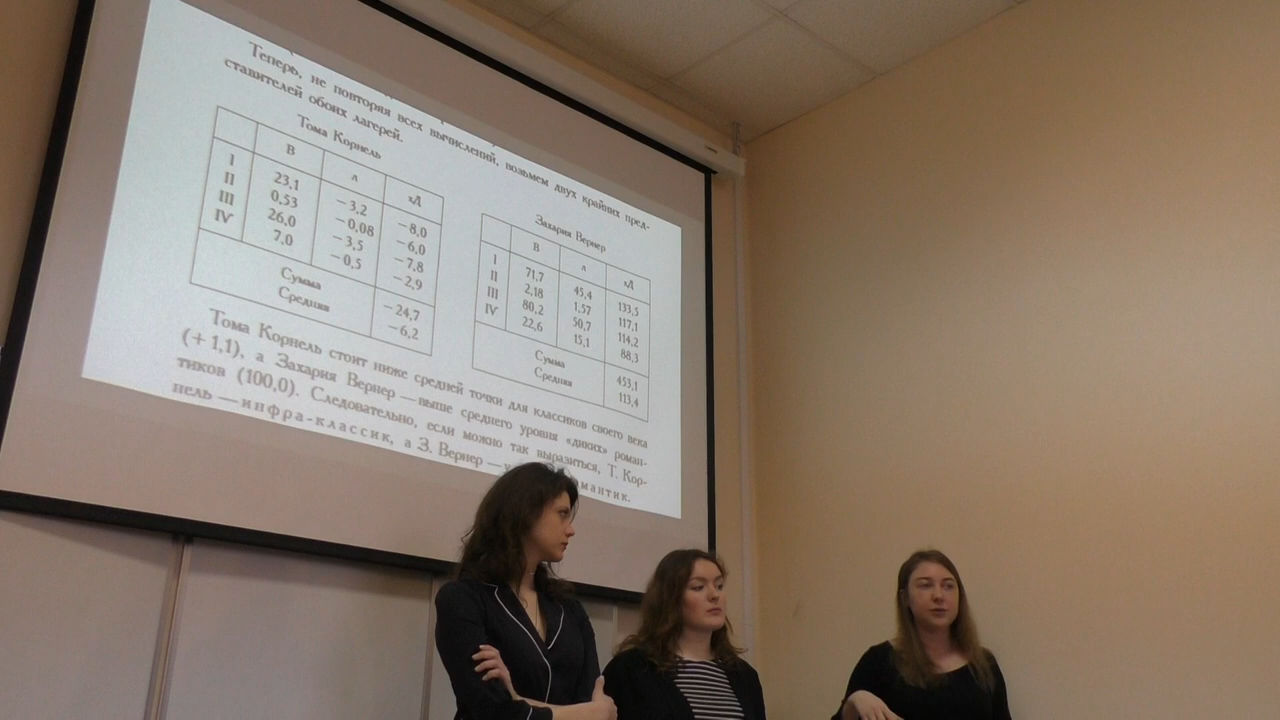 Теперь, не повторяя всех вычислений, возьмем двух крайних пред-
ставителей обоих лагерей.
Тома Корнель
В л хД
I 23,1 −3,2 −8,0
II 0,53 −0,08 −6,0
III 26,0 −3,5 −7,8
IV 7,0 −0,5 −2,9
Сумма −24,7
Средняя −6,2
Захария Вернер
В л хД
I 71,7 45,4 133,5
II 2,18 1,57 117,1
III 80,2 50,7 114,2
IV 22,6 15,1 88,3
Сумма 453,1
Средняя 113,4
Тома Корнель стоит ниже средней точки для классиков своего века
(+ 1,1), а Захария Вернер — выше среднего уровня «диких» роман-
тиков (100,0). Следовательно, если можно так выразиться, Т. Кор-
нель — инфра-классик, а З. Вернер — у мантик.